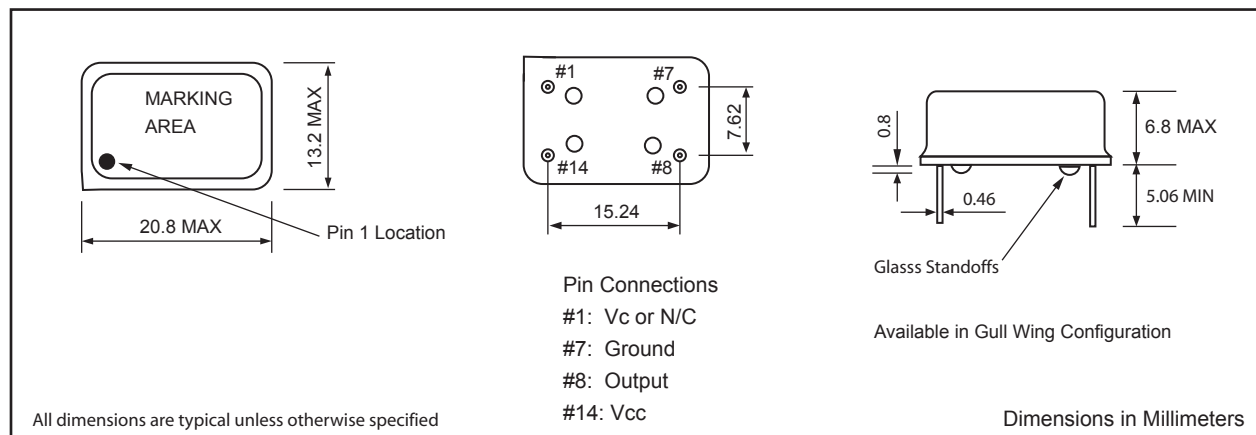 MARKING
AREA
13.2 MAX
20.8 MAX
Pin 1 Location
#1
#7
#14
#8
7.62
15.24
Pin Connections
#1: Vc or N/C
#7: Ground
#8: Output
#14: Vcc
0.8
6.8 MAX
0.46
5.06 MIN
Glasss Standoffs
Available in Gull Wing Configuration
All dimensions are typical unless otherwise specified
Dimensions in Millimeters